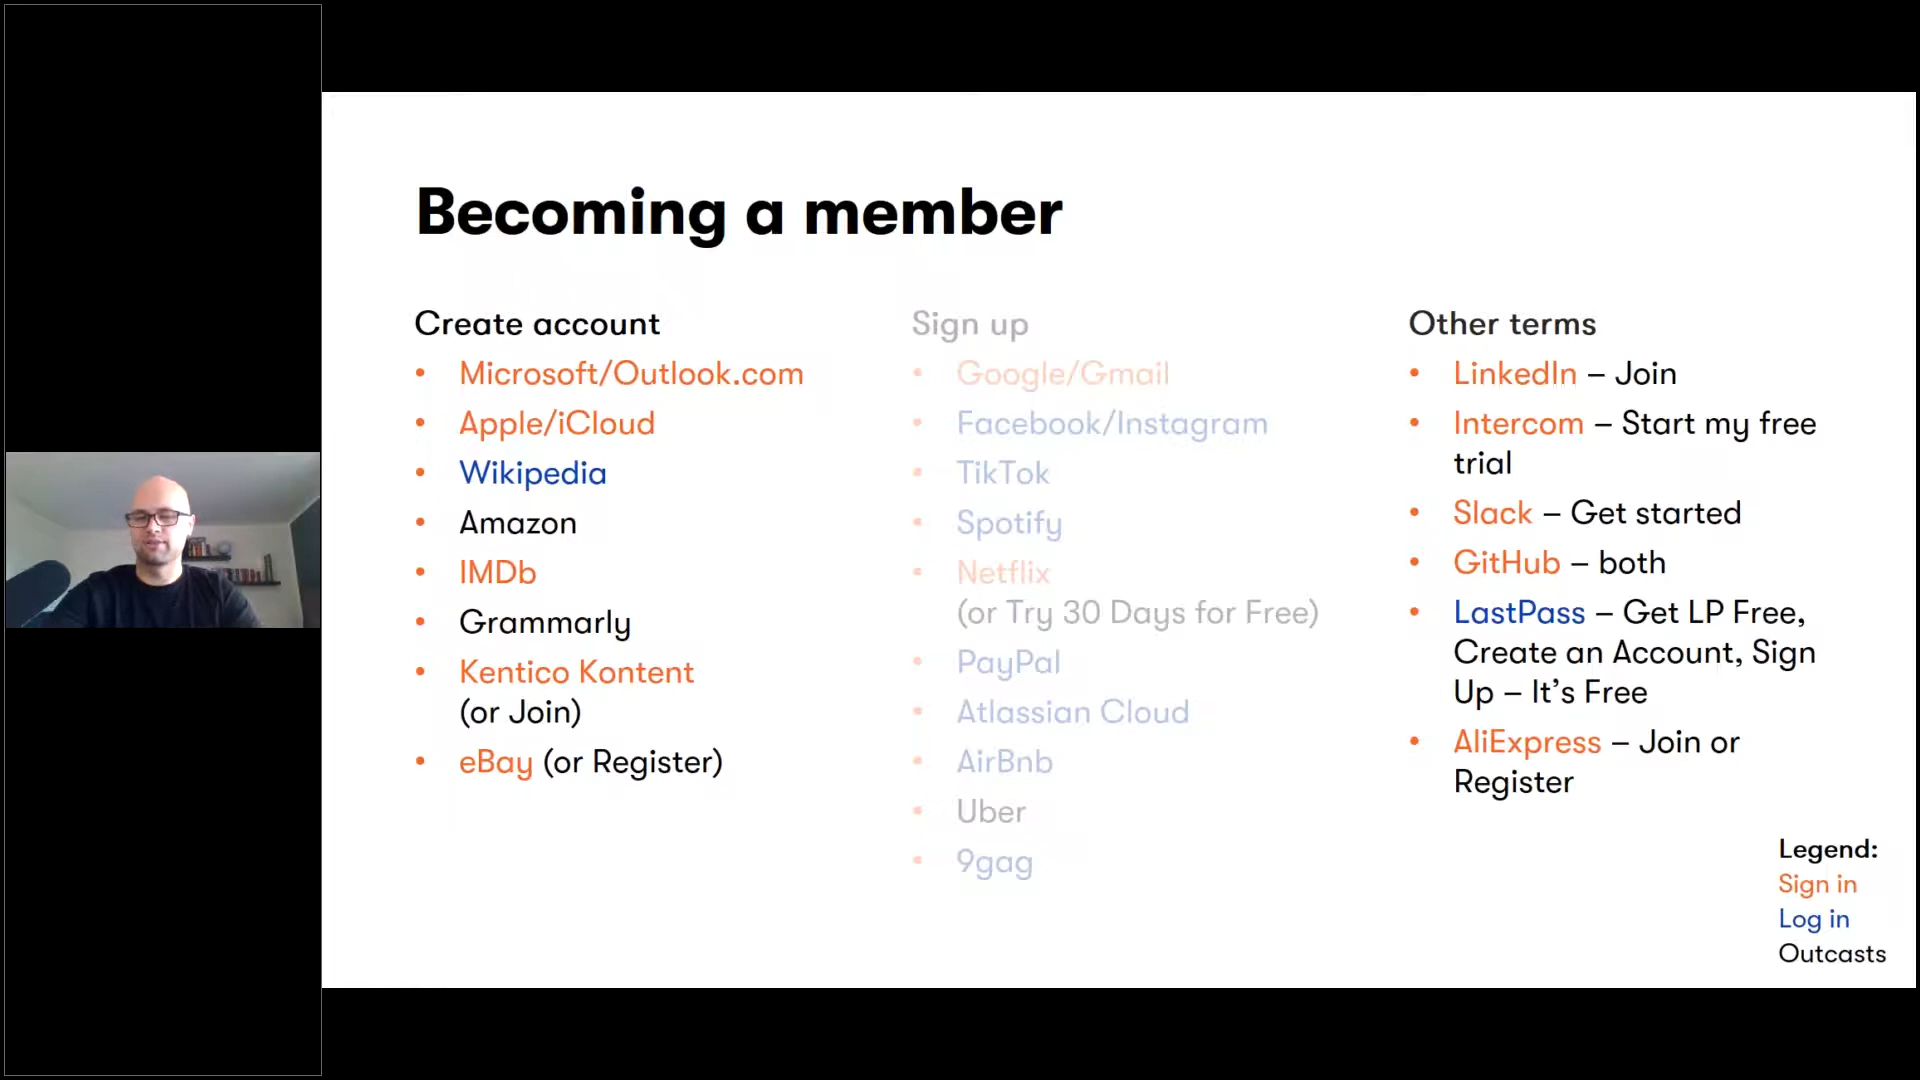 Becoming a member
Create account
• Microsoft/Outlook.com
• Apple/iCloud
• Wikipedia
• Amazon
• IMDb
• Grammarly
• Kentico Kontent
(or Join)
• eBay (or Register)
Sign up
• Google/Gmail
• Facebook/Instagram
• TikTok
• Spotify
• Netflix
(or Try 30 Days for Free)
• PayPal
• Atlassian Cloud
• AirBnb
• Uber
• 9gag
Other terms
• LinkedIn – Join
• Intercom – Start my free
trial
• Slack – Get started
• GitHub – both
• LastPass – Get LP Free,
Create an Account, Sign
Up – It’s Free
• AliExpress – Join or
Register
Legend:
Sign in
Log in
Outcasts